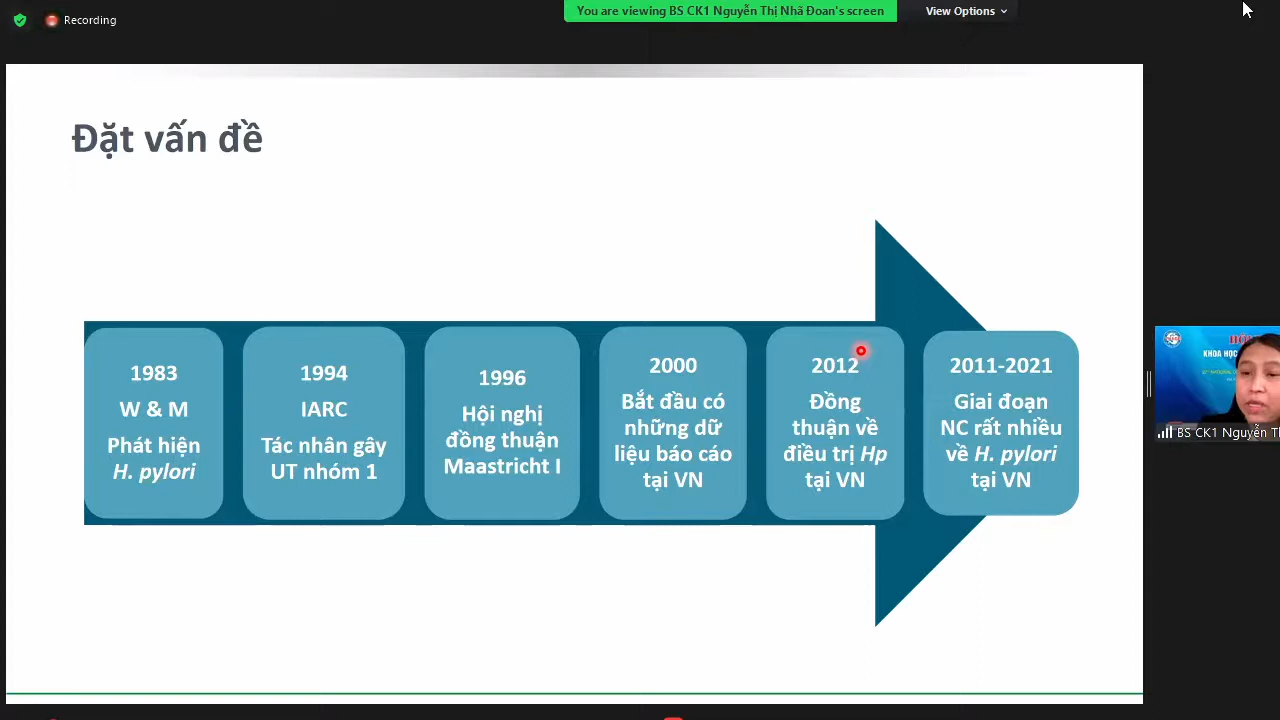 Recording
You are viewing BS CK1 Nguyễn Thị Nhã Đoan's screen
View Options
Đặt vấn đề
1983
W & M
Phát hiện
H. pylori
1994
IARC
Tác nhân gây
UT nhóm 1
1996
Hội nghị
đồng thuận
Maastricht I
2000
Bắt đầu có
những dữ
liệu báo cáo
tại VN
2012
Đồng
thuận về
điều trị Hp
tại VN
2011-2021
Giai đoạn
NC rất nhiều
về H. pylori
tại VN
KHOA HỌC
BS CK1 Nguyễn